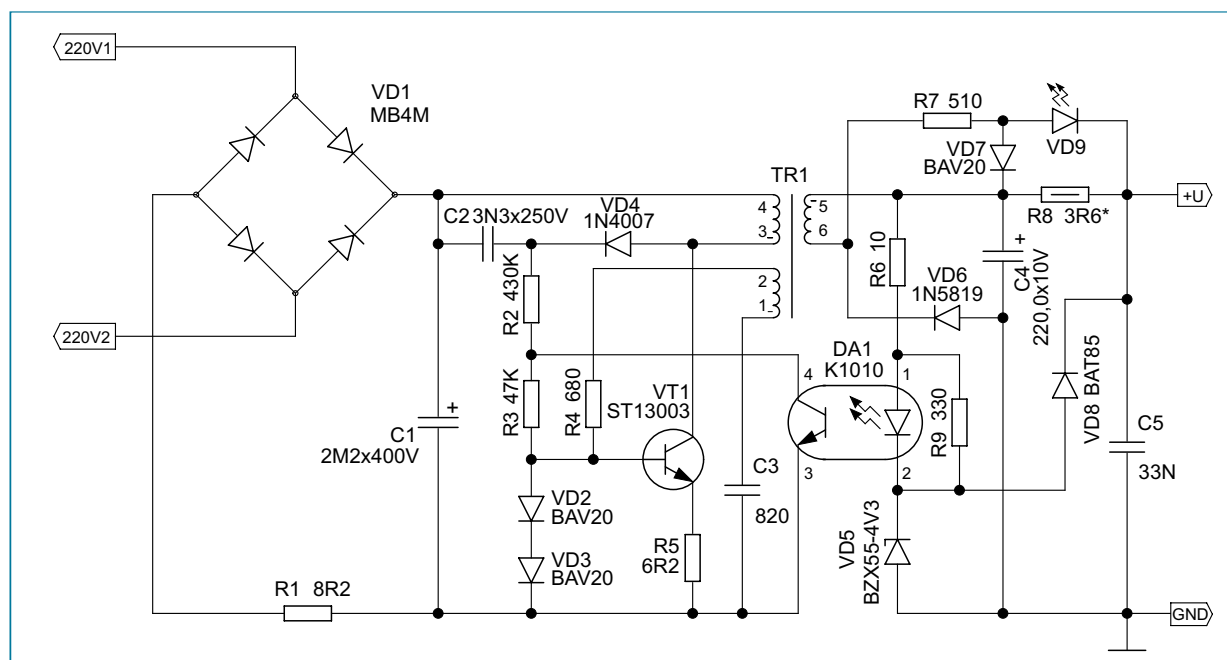 220V1
VD1
MB4M
220V2
R1 8R2
C1
2M2x400V
C2 3N3x250V
VD4
1N4007
R2 430K
R3 47K
R4 680
VD2
BAV20
VD3
BAV20
VT1
ST13003
R5
6R2
C3
820
TR1
4
3
2
1
5
6
R7 510
VD7
BAV20
VD9
R8 3R6*
+U
R6 10
VD6
1N5819
C4
220,0x10V
DA1
K1010
4
1
3
2
R9 330
VD5
BZX55-4V3
VD8 BAT85
C5
33N
GND